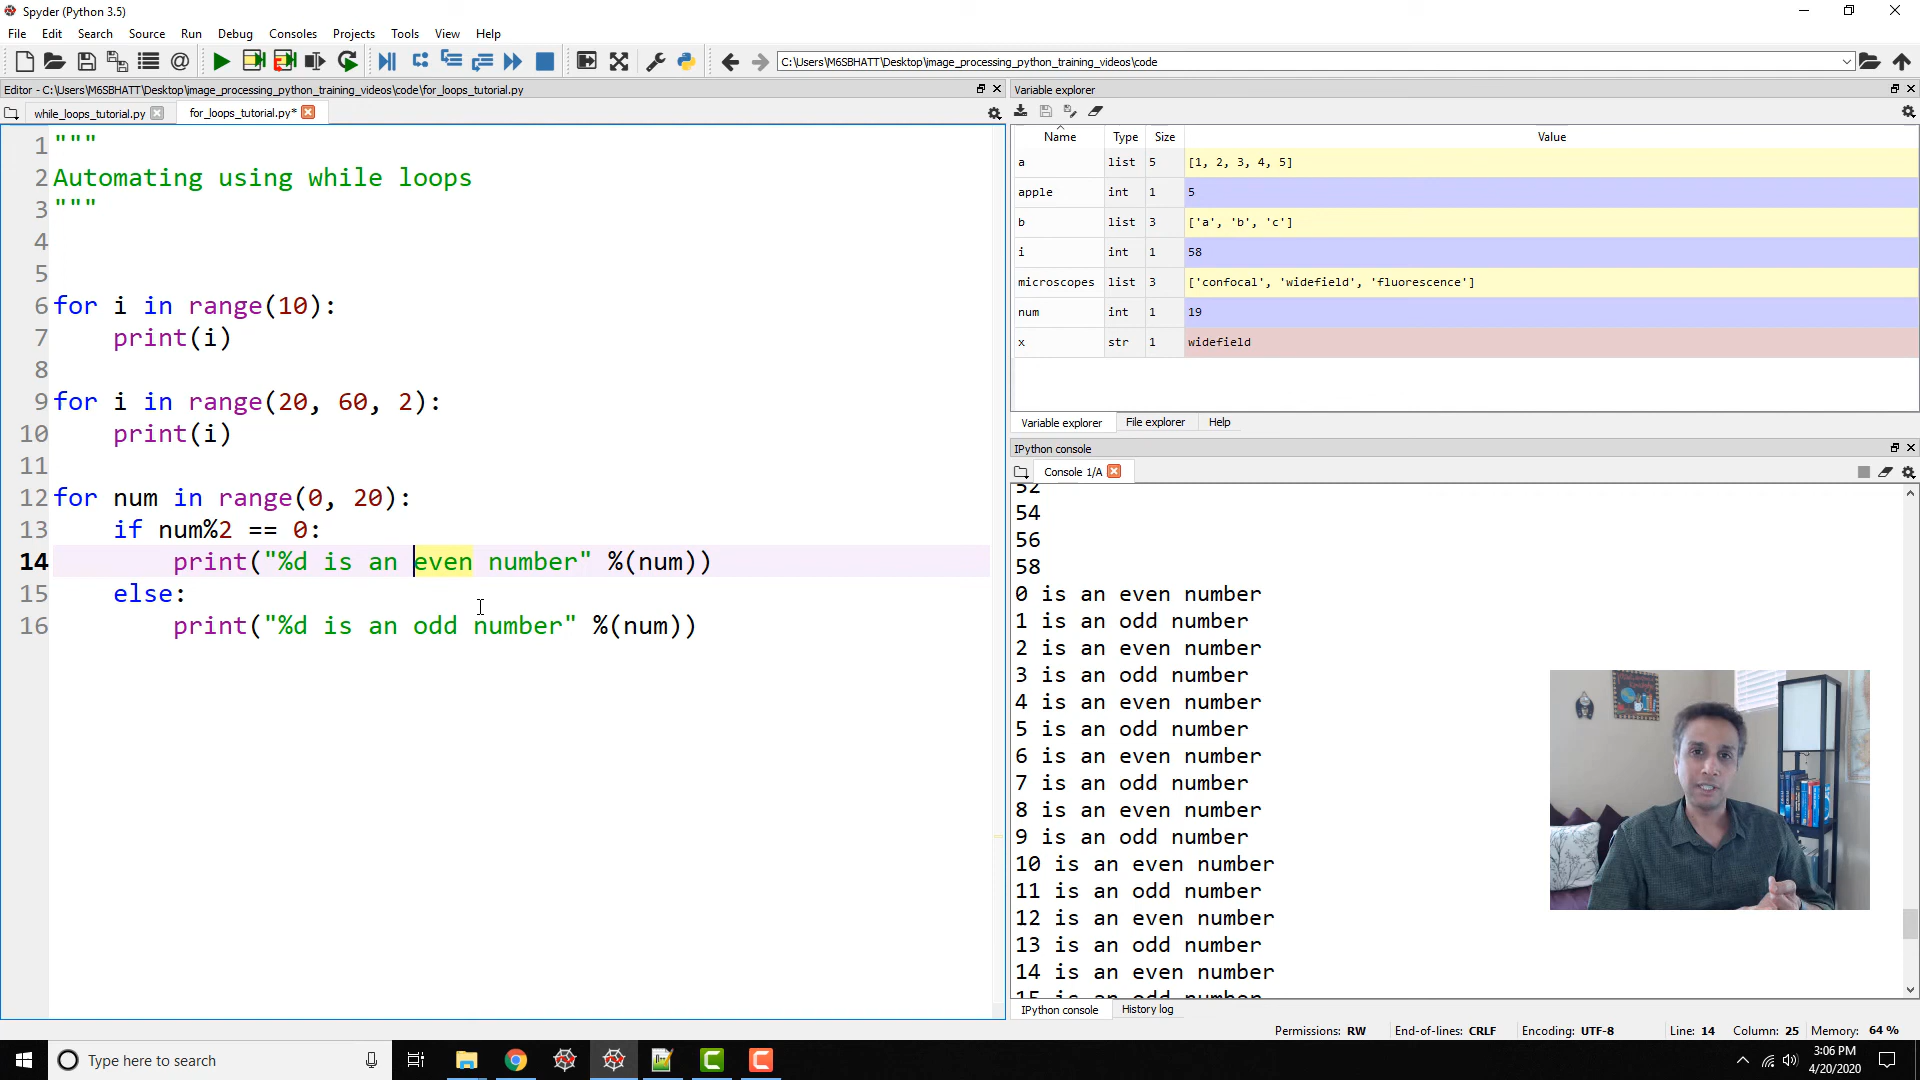 Spyder (Python 3.5)
File Edit Search Source Run Debug Consoles Projects Tools View Help
C:\Users\M6SBHATT\Desktop\image_processing_python_training_videos\code
Editor - C:\Users\M6SBHATT\Desktop\image_processing_python_training_videos\code\for_loops_tutorial.py
while_loops_tutorial.py for_loops_tutorial.py*
1 """
2 Automating using while loops
3 """
4
5
6 for i in range(10):
7 print(i)
8
9 for i in range(20, 60, 2):
10 print(i)
11
12 for num in range(0, 20):
13 if num%2 == 0:
14 print("%d is an even number" %(num))
15 else:
16 print("%d is an odd number" %(num))
Variable explorer
Name Type Size Value
a list 5 [1, 2, 3, 4, 5]
apple int 1 5
b list 3 ['a', 'b', 'c']
i int 1 58
microscopes list 3 ['confocal', 'widefield', 'fluorescence']
num int 1 19
x str 1 widefield
Variable explorer File explorer Help
IPython console
Console 1/A
52
54
56
58
0 is an even number
1 is an odd number
2 is an even number
3 is an odd number
4 is an even number
5 is an odd number
6 is an even number
7 is an odd number
8 is an even number
9 is an odd number
10 is an even number
11 is an odd number
12 is an even number
13 is an odd number
14 is an even number
15 is an odd number
IPython console History log
Permissions: RW End-of-lines: CRLF Encoding: UTF-8 Line: 14 Column: 25 Memory: 64 %
Type here to search
3:06 PM
4/20/2020